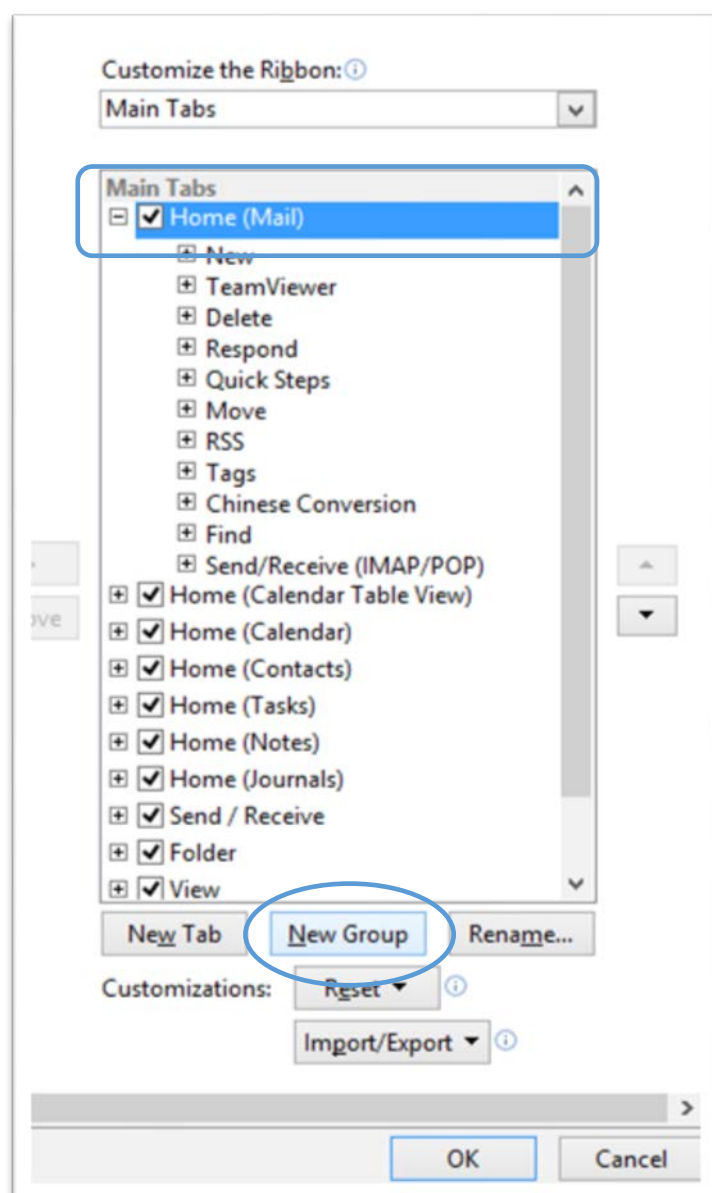 Customize the Ribbon:
Main Tabs
Main Tabs
Home (Mail)
New
TeamViewer
Delete
Respond
Quick Steps
Move
RSS
Tags
Chinese Conversion
Find
Send/Receive (IMAP/POP)
Home (Calendar Table View)
Home (Calendar)
Home (Contacts)
Home (Tasks)
Home (Notes)
Home (Journals)
Send / Receive
Folder
View
New Tab New Group Rename...
Customizations: Reset
Import/Export
OK Cancel